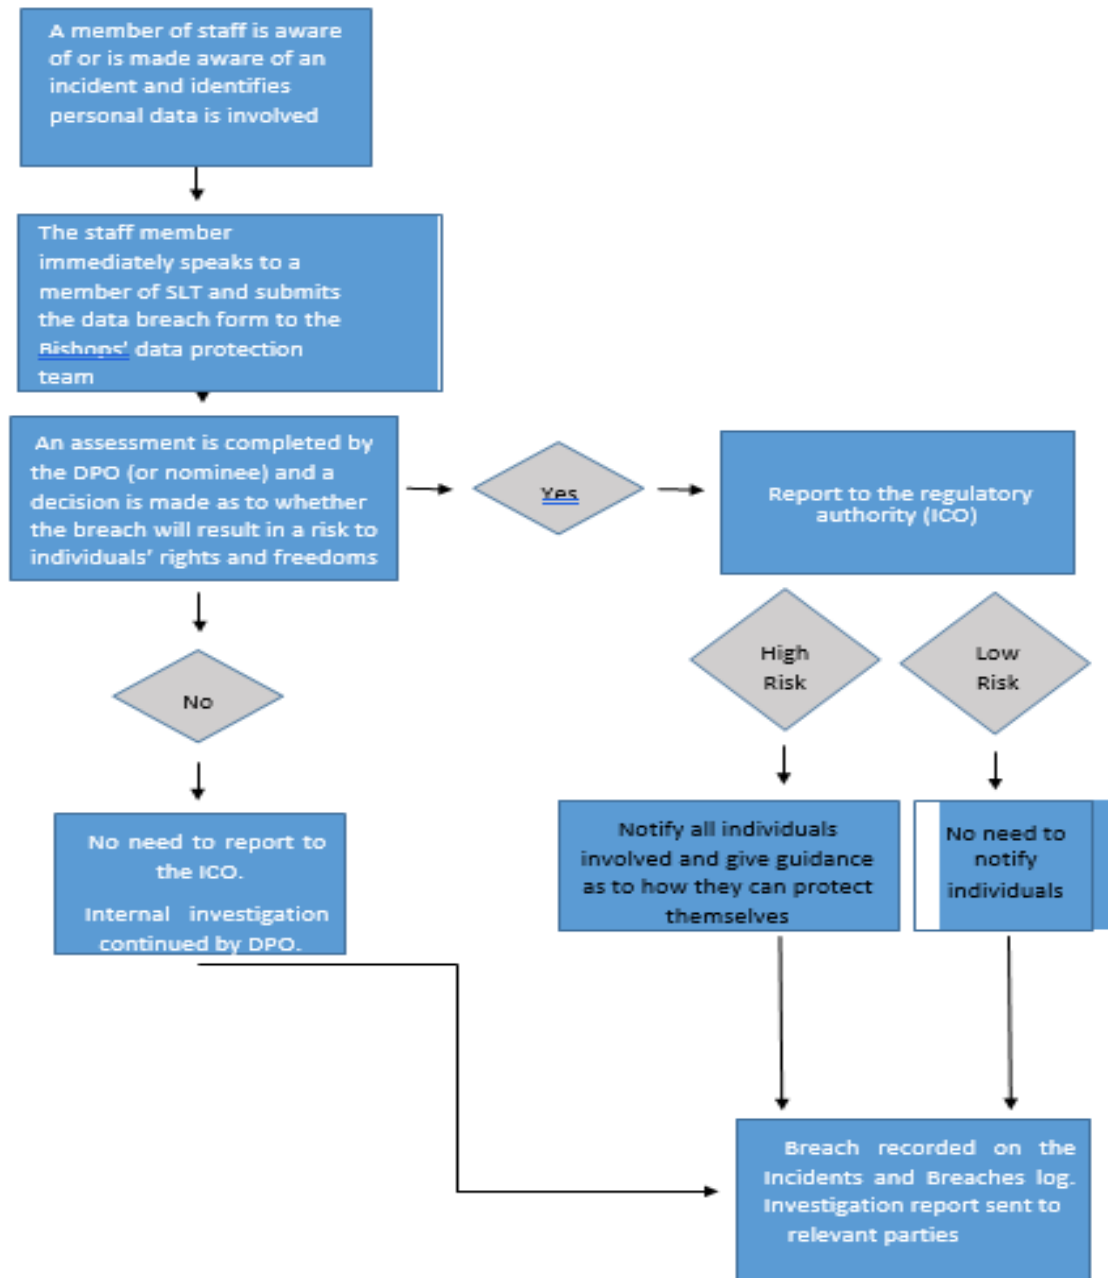 A member of staff is aware
of or is made aware of an
incident and identifies
personal data is involved
The staff member
immediately speaks to a
member of SLT and submits
the data breach form to the
Bishops' data protection
team
An assessment is completed by
the DPO (or nominee) and a
decision is made as to whether
the breach will result in a risk to
individuals' rights and freedoms
Yes
Report to the regulatory
authority (ICO)
No
High
Risk
Low
Risk
No need to report to
the ICO.
Internal investigation
continued by DPO.
Notify all individuals
involved and give guidance
as to how they can protect
themselves
No need to
notify
individuals
Breach recorded on the
Incidents and Breaches log.
Investigation report sent to
relevant parties